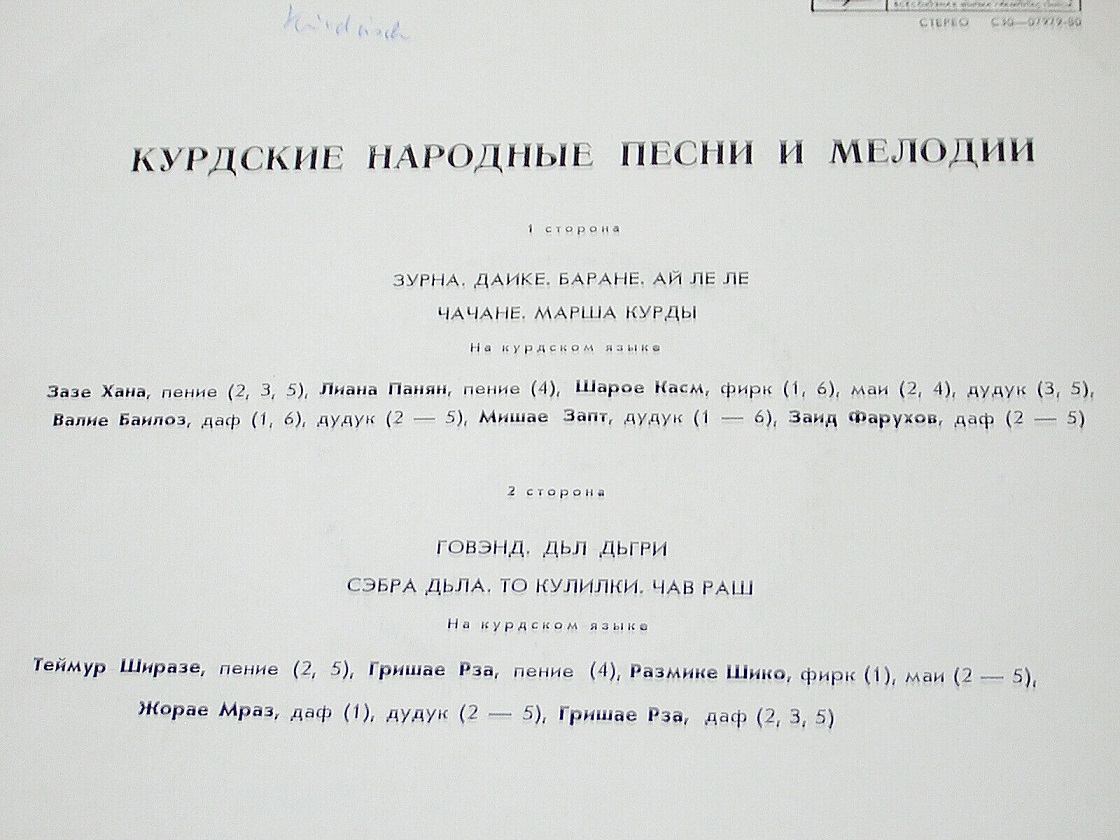 Kurdisch
СТЕРЕО С30—07979-80
КУРДСКИЕ НАРОДНЫЕ ПЕСНИ И МЕЛОДИИ
1 сторона
ЗУРНА. ДАИКЕ. БАРАНЕ. АЙ ЛЕ ЛЕ
ЧАЧАНЕ. МАРША КУРДЫ
На курдском языке
Зазе Хана, пение (2, 3, 5), Лиана Панян, пение (4), Шарое Касм, фирк (1, 6), маи (2, 4), дудук (3, 5),
Валие Баилоз, даф (1, 6), дудук (2 — 5), Мишае Запт, дудук (1 — 6), Заид Фарухов, даф (2 — 5)
2 сторона
ГОВЭНД. ДЬЛ ДЬГРИ
СЭБРА ДЬЛА. ТО КУЛИЛКИ. ЧАВ РАШ
На курдском языке
Теймур Ширазе, пение (2, 5), Гришае Рза, пение (4), Размике Шико, фирк (1), маи (2 — 5),
Жорае Мраз, даф (1), дудук (2 — 5), Гришае Рза, даф (2, 3, 5)